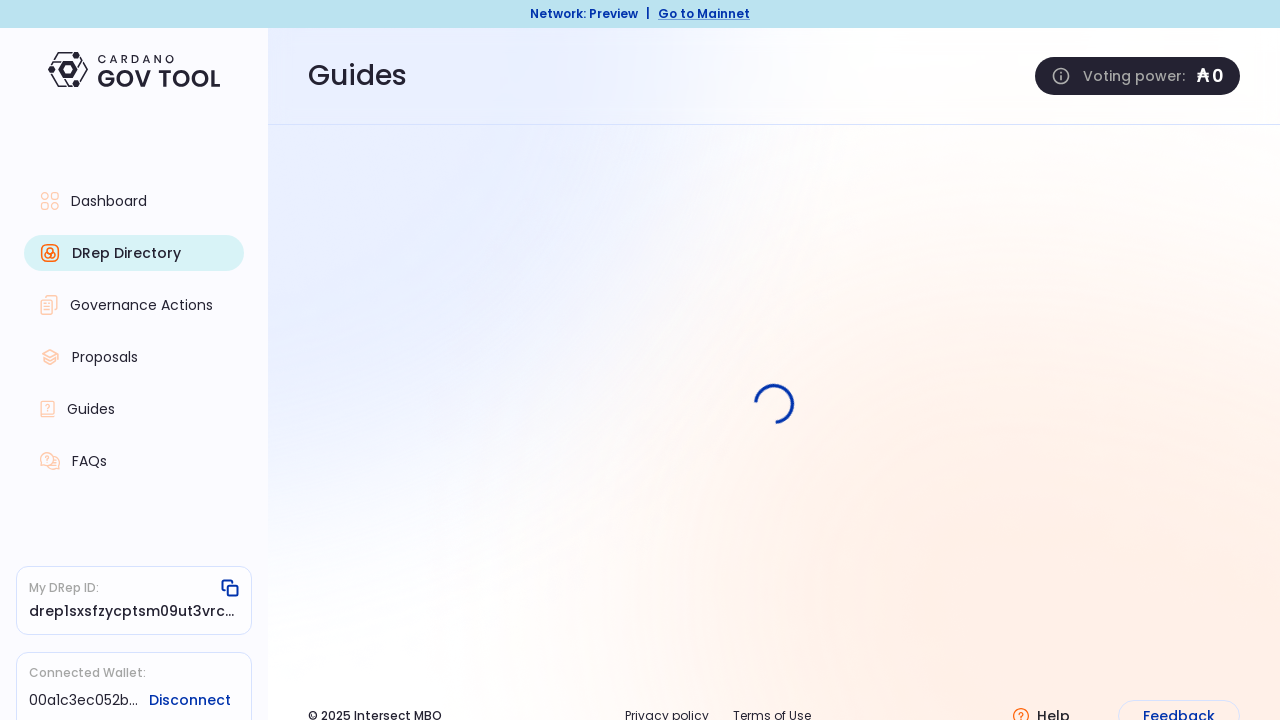 Network: Preview | Go to Mainnet
CARDANO
GOV TOOL
Guides
Voting power: ₳0
Dashboard
DRep Directory
Governance Actions
Proposals
Guides
FAQs
My DRep ID:
drep1sxsfzycptsm09ut3vrc...
Connected Wallet:
00a1c3ec052b... Disconnect
© 2025 Intersect MBO Privacy policy Terms of Use Help Feedback